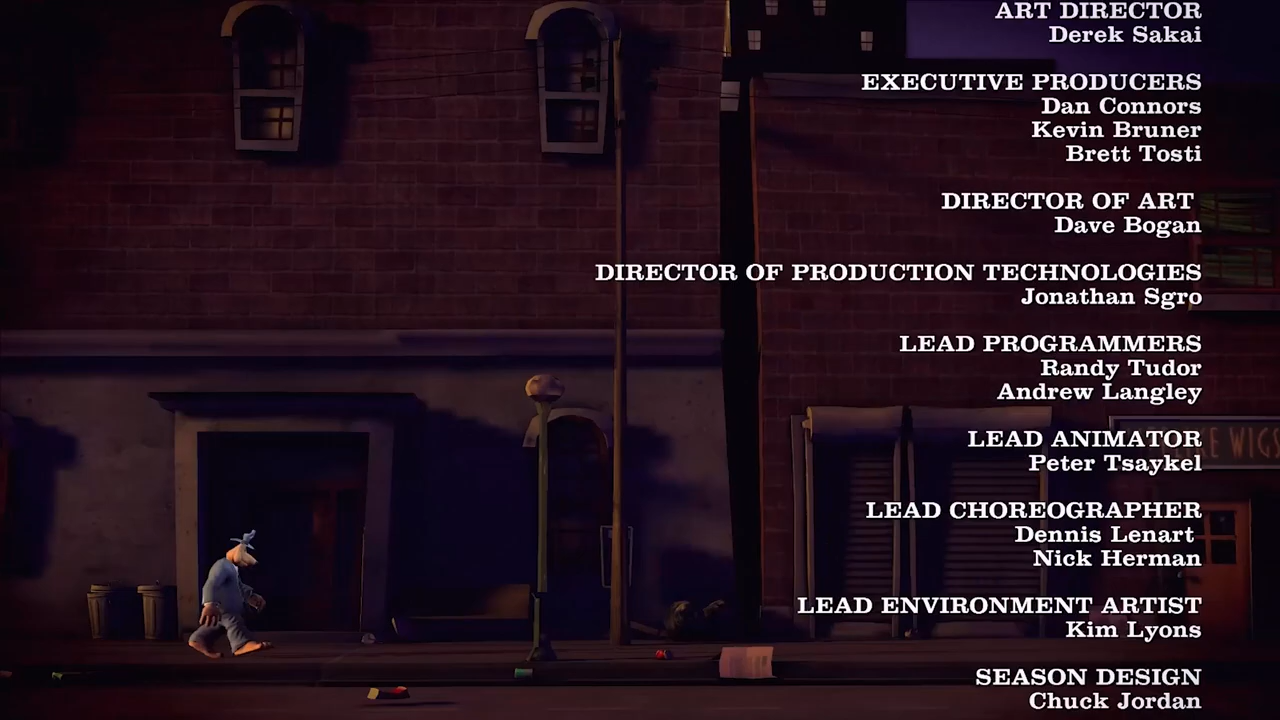 ART DIRECTOR
Derek Sakai
EXECUTIVE PRODUCERS
Dan Connors
Kevin Bruner
Brett Tosti
DIRECTOR OF ART
Dave Bogan
DIRECTOR OF PRODUCTION TECHNOLOGIES
Jonathan Sgro
LEAD PROGRAMMERS
Randy Tudor
Andrew Langley
LEAD ANIMATOR
Peter Tsaykel
WIGS
LEAD CHOREOGRAPHER
Dennis Lenart
Nick Herman
LEAD ENVIRONMENT ARTIST
Kim Lyons
SEASON DESIGN
Chuck Jordan